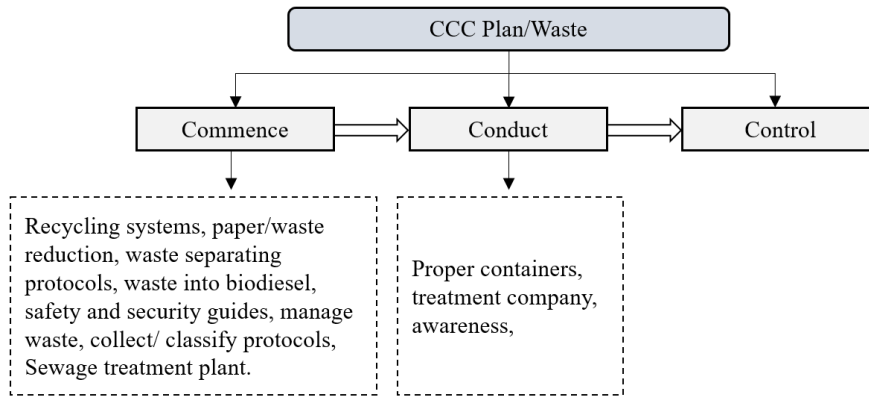 CCC Plan/Waste
Commence
Conduct
Control
Recycling systems, paper/waste
reduction, waste separating
protocols, waste into biodiesel,
safety and security guides, manage
waste, collect/ classify protocols,
Sewage treatment plant.
Proper containers,
treatment company,
awareness,